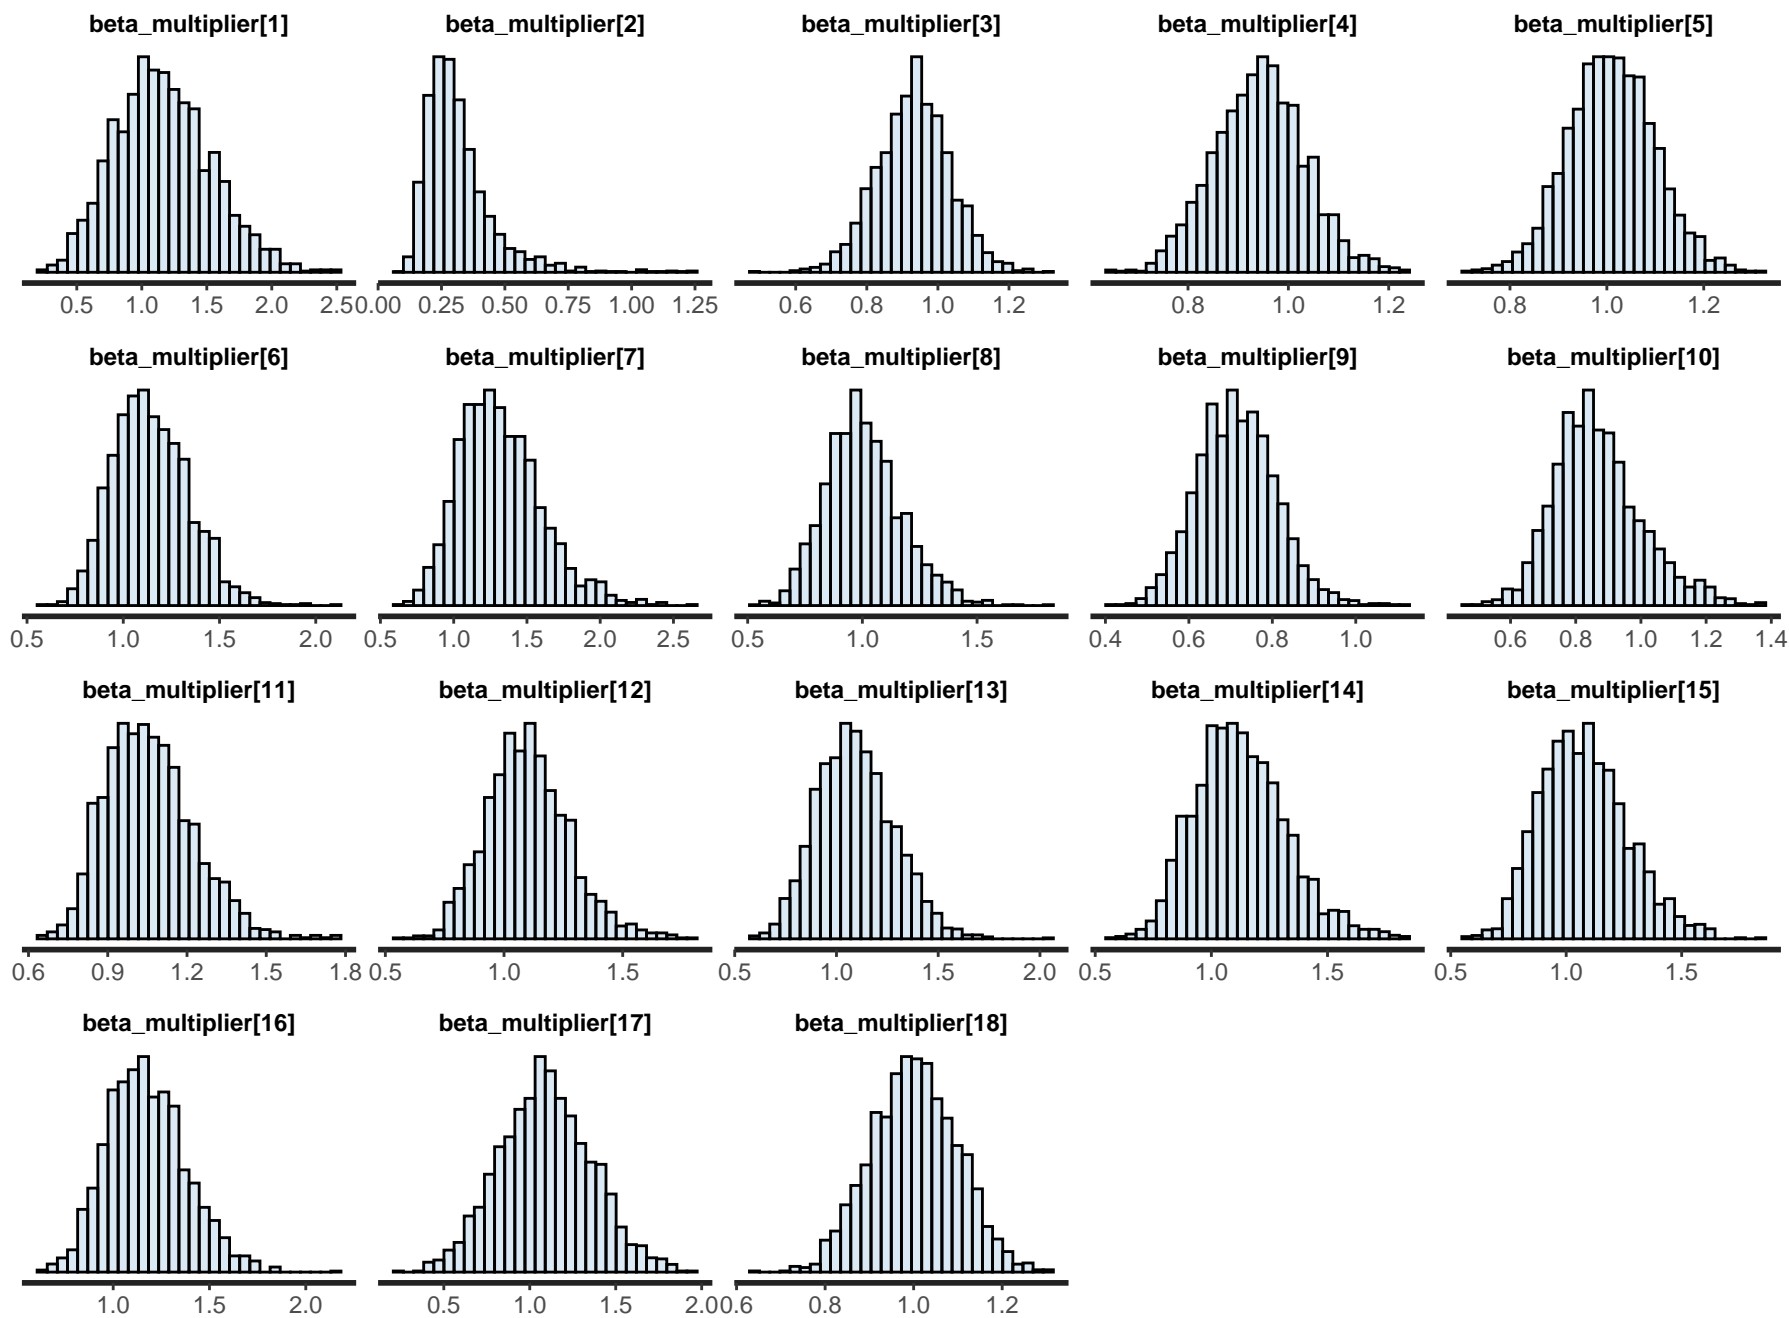 beta_multiplier[1] beta_multiplier[2] beta_multiplier[3] beta_multiplier[4] beta_multiplier[5]
0.5 1.0 1.5 2.0 2.5 0.00 0.25 0.50 0.75 1.00 1.25 0.6 0.8 1.0 1.2 0.8 1.0 1.2 0.8 1.0 1.2
beta_multiplier[6] beta_multiplier[7] beta_multiplier[8] beta_multiplier[9] beta_multiplier[10]
0.5 1.0 1.5 2.0 0.5 1.0 1.5 2.0 2.5 0.5 1.0 1.5 0.4 0.6 0.8 1.0 0.6 0.8 1.0 1.2 1.4
beta_multiplier[11] beta_multiplier[12] beta_multiplier[13] beta_multiplier[14] beta_multiplier[15]
0.6 0.9 1.2 1.5 1.8 0.5 1.0 1.5 0.5 1.0 1.5 2.0 0.5 1.0 1.5 0.5 1.0 1.5
beta_multiplier[16] beta_multiplier[17] beta_multiplier[18]
1.0 1.5 2.0 0.5 1.0 1.5 2.0 0.6 0.8 1.0 1.2